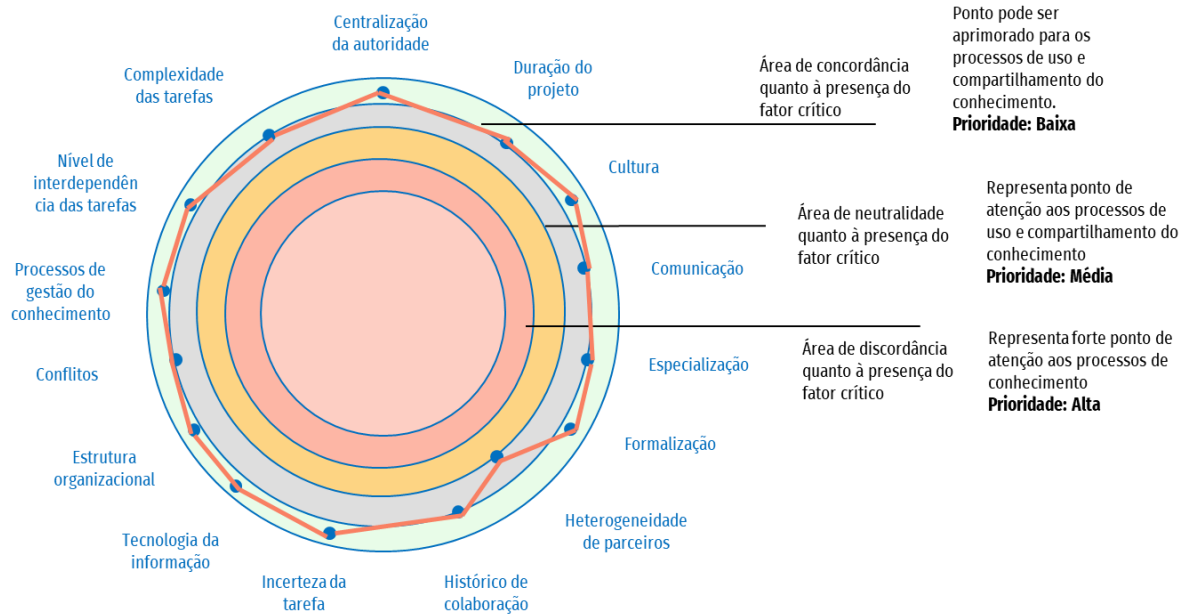 Centralização
da autoridade
Duração do
projeto
Cultura
Comunicação
Especialização
Formalização
Heterogeneidade
de parceiros
Histórico de
colaboração
Incerteza da
tarefa
Tecnologia da
informação
Estrutura
organizacional
Conflitos
Processos de
gestão do
conhecimento
Nível de
interdependên
cia das tarefas
Complexidade
das tarefas
Área de concordância
quanto à presença do
fator crítico
Ponto pode ser
aprimorado para os
processos de uso e
compartilhamento do
conhecimento.
Prioridade: Baixa
Área de neutralidade
quanto à presença do
fator crítico
Representa ponto de
atenção aos processos de
uso e compartilhamento do
conhecimento
Prioridade: Média
Área de discordância
quanto à presença do
fator crítico
Representa forte ponto de
atenção aos processos de
conhecimento
Prioridade: Alta